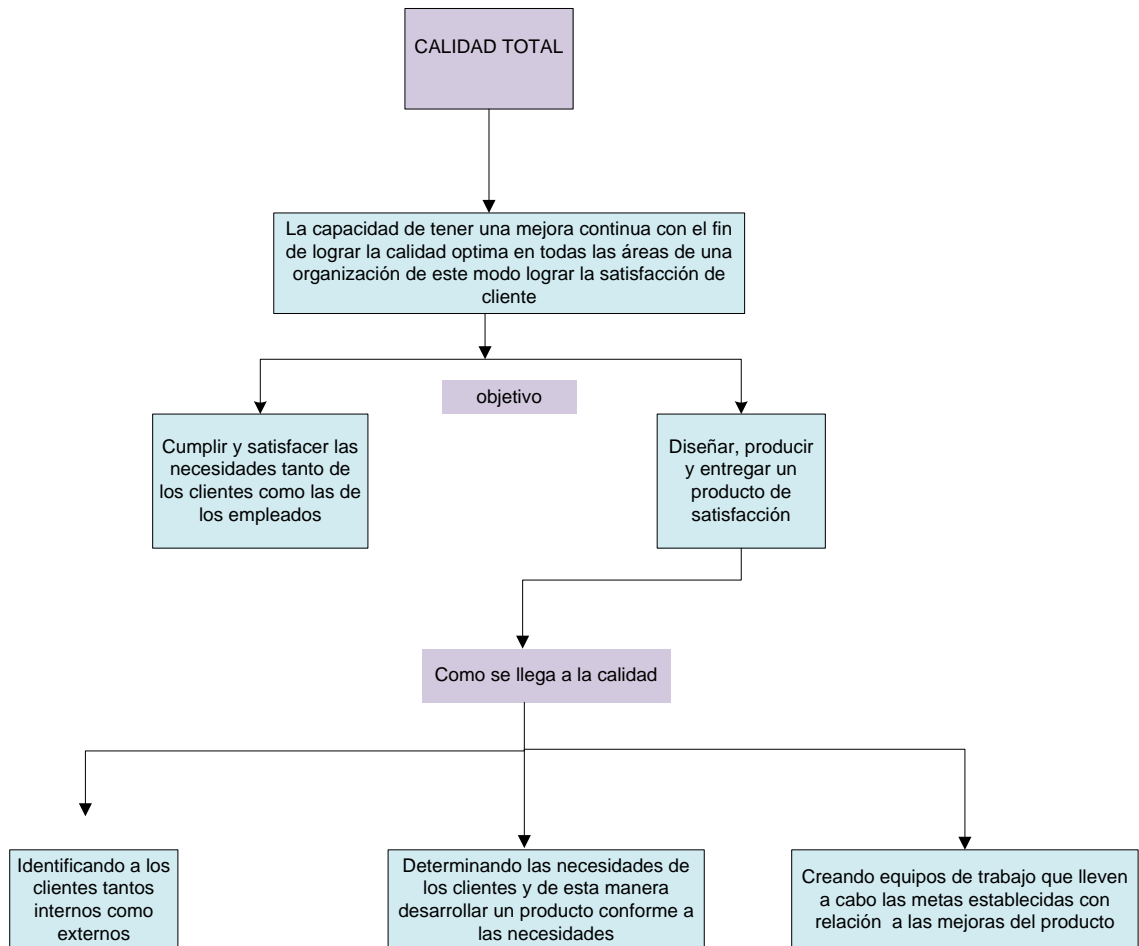 CALIDAD TOTAL
La capacidad de tener una mejora continua con el fin
de lograr la calidad optima en todas las áreas de una
organización de este modo lograr la satisfacción de
cliente
objetivo
Cumplir y satisfacer las
necesidades tanto de
los clientes como las de
los empleados
Diseñar, producir
y entregar un
producto de
satisfacción
Como se llega a la calidad
Identificando a los
clientes tantos
internos como
externos
Determinando las necesidades de
los clientes y de esta manera
desarrollar un producto conforme a
las necesidades
Creando equipos de trabajo que lleven
a cabo las metas establecidas con
relación a las mejoras del producto